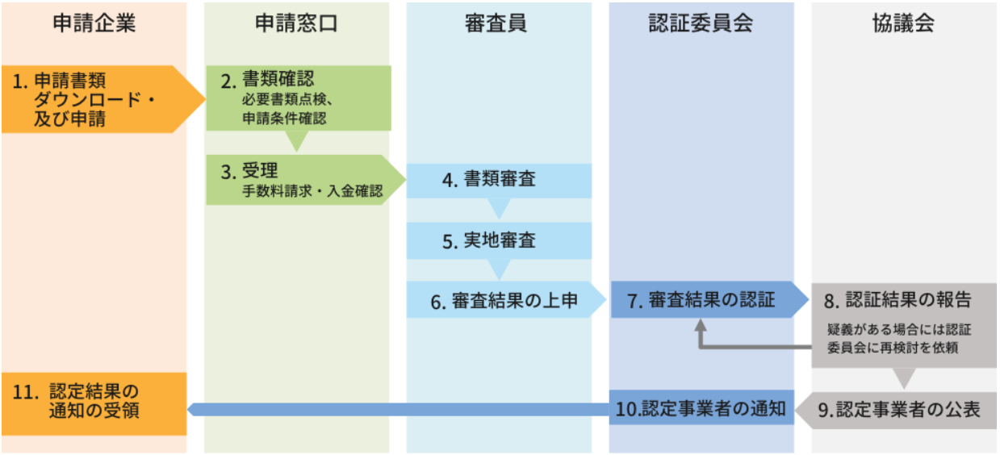 申請企業
申請窓口
審査員
認証委員会
協議会
1. 申請書類
ダウンロード・
及び申請
2. 書類確認
必要書類点検、
申請条件確認
3. 受理
手数料請求・入金確認
4. 書類審査
5. 実地審査
6. 審査結果の上申
7. 審査結果の認証
8. 認証結果の報告
疑義がある場合には認証
委員会に再検討を依頼
9.認定事業者の公表
10.認定事業者の通知
11. 認定結果の
通知の受領